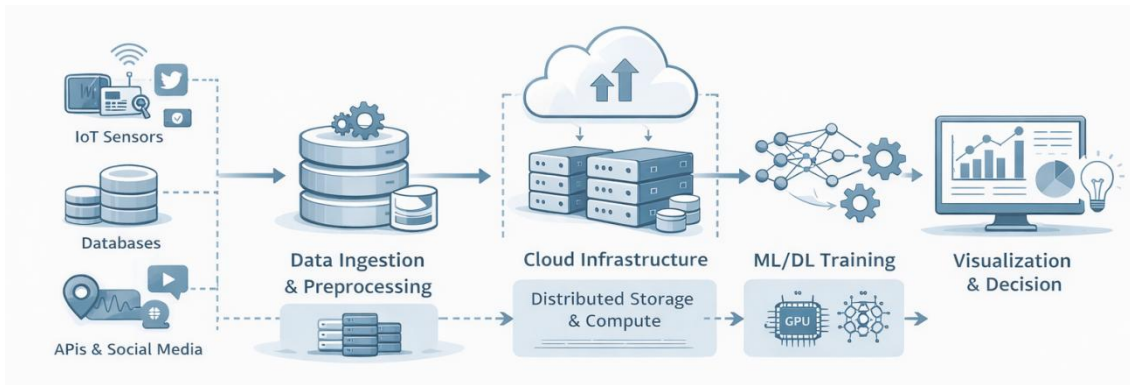 IoT Sensors
Databases
APis & Social Media
Data Ingestion
& Preprocessing
Cloud Infrastructure
Distributed Storage
& Compute
ML/DL Training
GPU
Visualization
& Decision